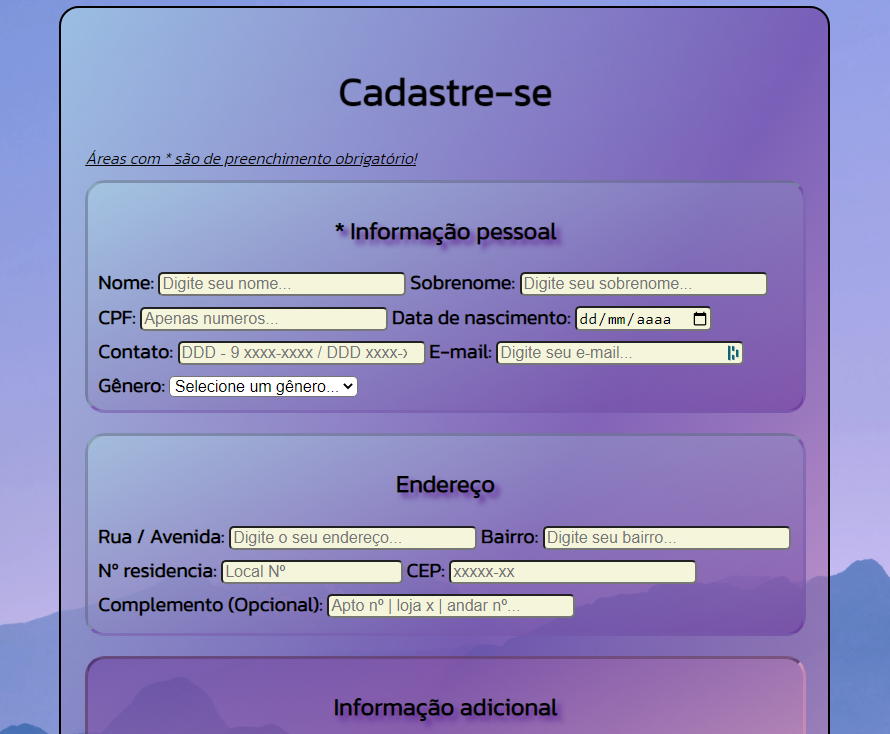 Cadastre-se
Áreas com * são de preenchimento obrigatório!
* Informação pessoal
Nome: Digite seu nome... Sobrenome: Digite seu sobrenome...
CPF: Apenas numeros... Data de nascimento: dd/mm/aaaa
Contato: DDD - 9 xxxx-xxxx / DDD xxxx-x E-mail: Digite seu e-mail...
Gênero: Selecione um gênero...
Endereço
Rua / Avenida: Digite o seu endereço... Bairro: Digite seu bairro...
Nº residencia: Local Nº CEP: xxxxx-xx
Complemento (Opcional): Apto nº | loja x | andar nº...
Informação adicional